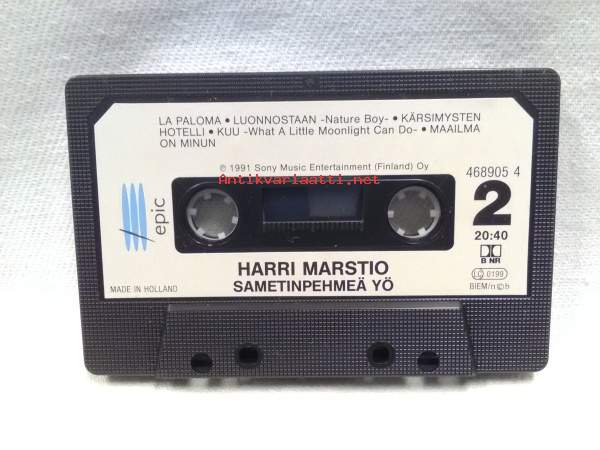 LA PALOMA • LUONNOSTAAN -Nature Boy- • KÄRSIMYSTEN
HOTELLI • KUU -What A Little Moonlight Can Do- • MAAILMA
ON MINUN
℗ 1991 Sony Music Entertainment (Finland) Oy
468905 4
Antikvariaatti.net
epic
2
20:40
B NR
LC 0199
BIEM/n©b
HARRI MARSTIO
SAMETINPEHMEÄ YÖ
MADE IN HOLLAND